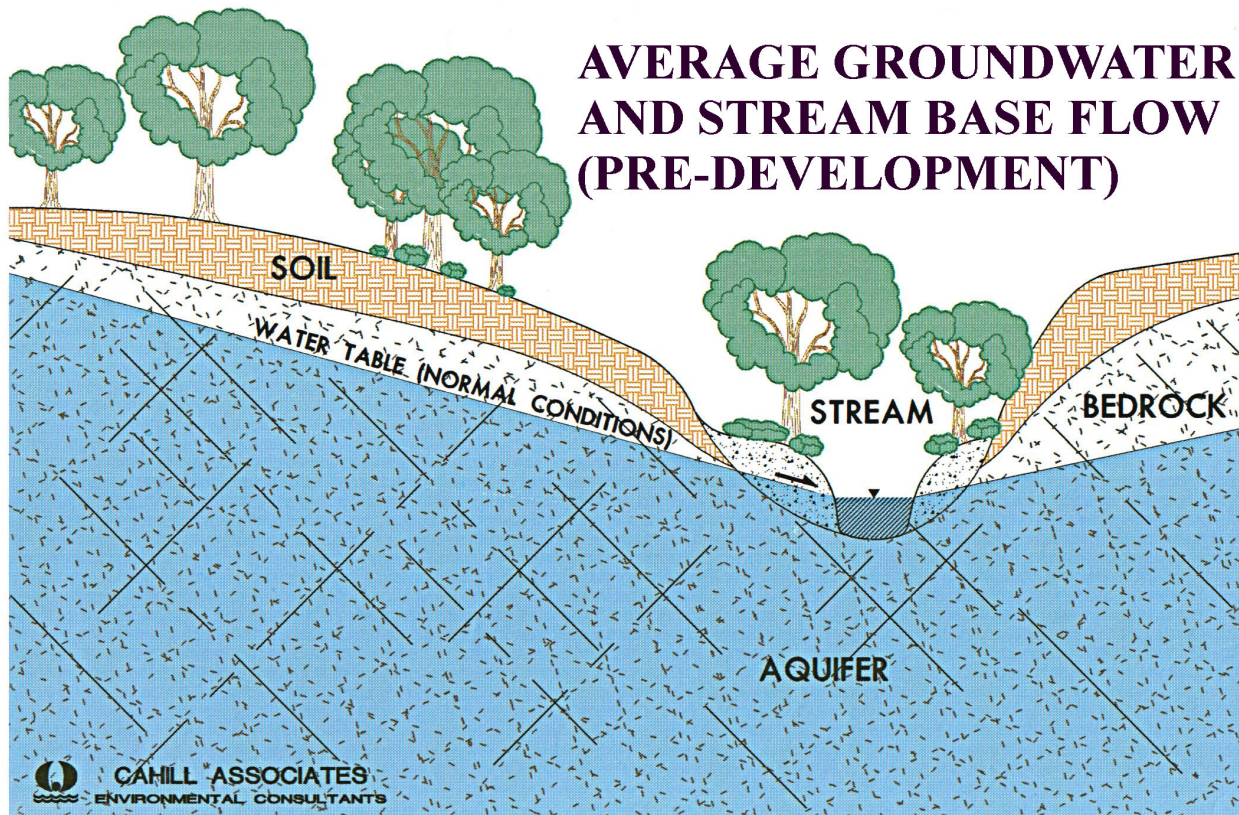 AVERAGE GROUNDWATER
AND STREAM BASE FLOW
(PRE-DEVELOPMENT)
SOIL
WATER TABLE (NORMAL CONDITIONS)
STREAM
BEDROCK
AQUIFER
CAHILL ASSOCIATES
ENVIRONMENTAL CONSULTANTS